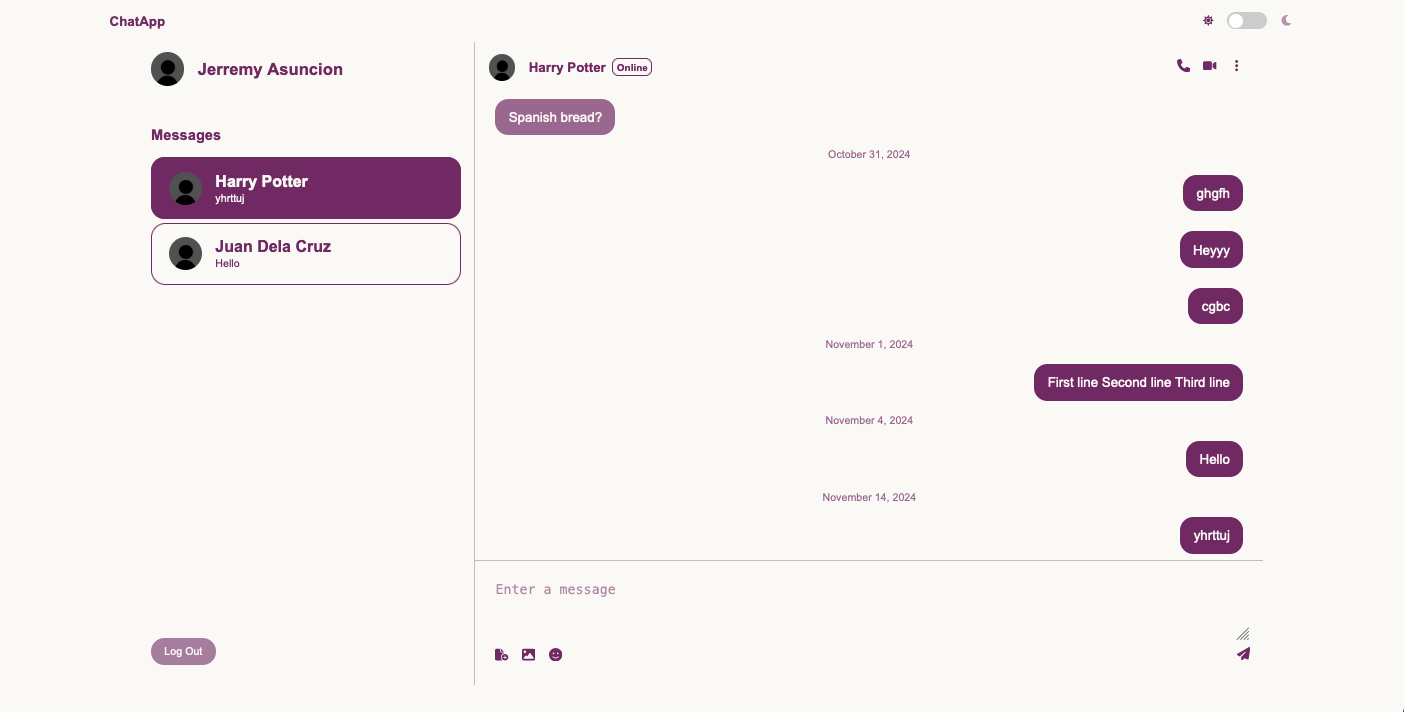 ChatApp
Jerremy Asuncion
Messages
Harry Potter
yhrttuj
Juan Dela Cruz
Hello
Log Out
Harry Potter Online
Spanish bread?
October 31, 2024
ghgfh
Heyyy
cgbc
November 1, 2024
First line Second line Third line
November 4, 2024
Hello
November 14, 2024
yhrttuj
Enter a message